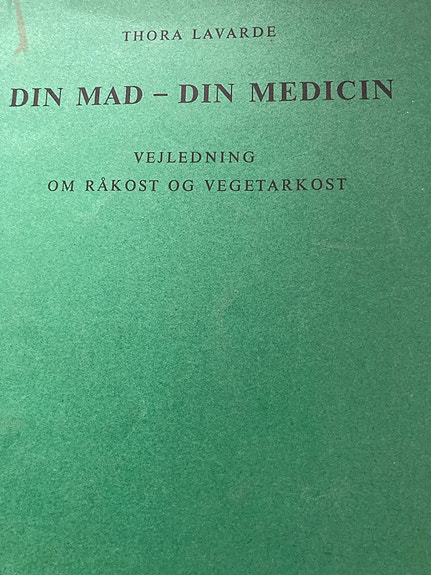 THORA LAVARDE
DIN MAD – DIN MEDICIN
VEJLEDNING
OM RÅKOST OG VEGETARKOST